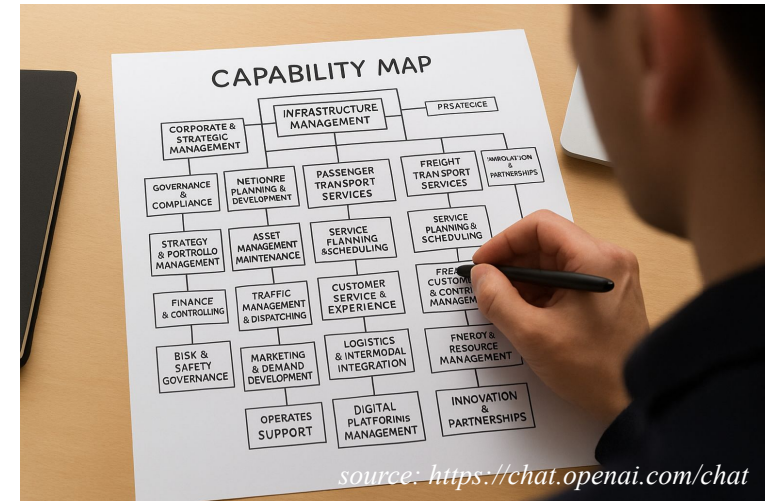 CAPABILITY MAP
INFRASTRUCTURE
MANAGEMENT
PRSATECICE
CORPORATE &
STRATEGIC
MANAGEMENT
GOVERNANCE
&
COMPLIANCE
STRATEGY
& PORTROLLO
MANAGEMENT
FINANCE
& CONTROLLING
BISK &
SAFETY
GOVERNANCE
NETIONRE
PLANNING &
DEVELOPMENT
ASSET
MANAGEMENT
MAINTENANCE
TRAFFIC
MANAGEMENT
& DISPATCHING
MARKETING
& DEMAND
DEVELOPMENT
OPERATES
SUPPORT
PASSENGER
TRANSPORT
SERVICES
SERVICE
FLANNING
&SCHEDULING
CUSTOMER
SERVICE &
EXPERIENCE
LOGISTICS
& INTERMODAL
INTEGRATION
DIGITAL
PLATFORINS
MANAGEMENT
FREIGHT
TRANSPORT
SERVICES
SERVICE
PLANNING &
SCHEDULING
& CONTR
MANAGEM
FNEROY&
RESOURCE
MANAGEMENT
INNOVATION
&
PARTNERSHIPS
&
PARTNERSHIPS
source: https://chat.openai.com/chat